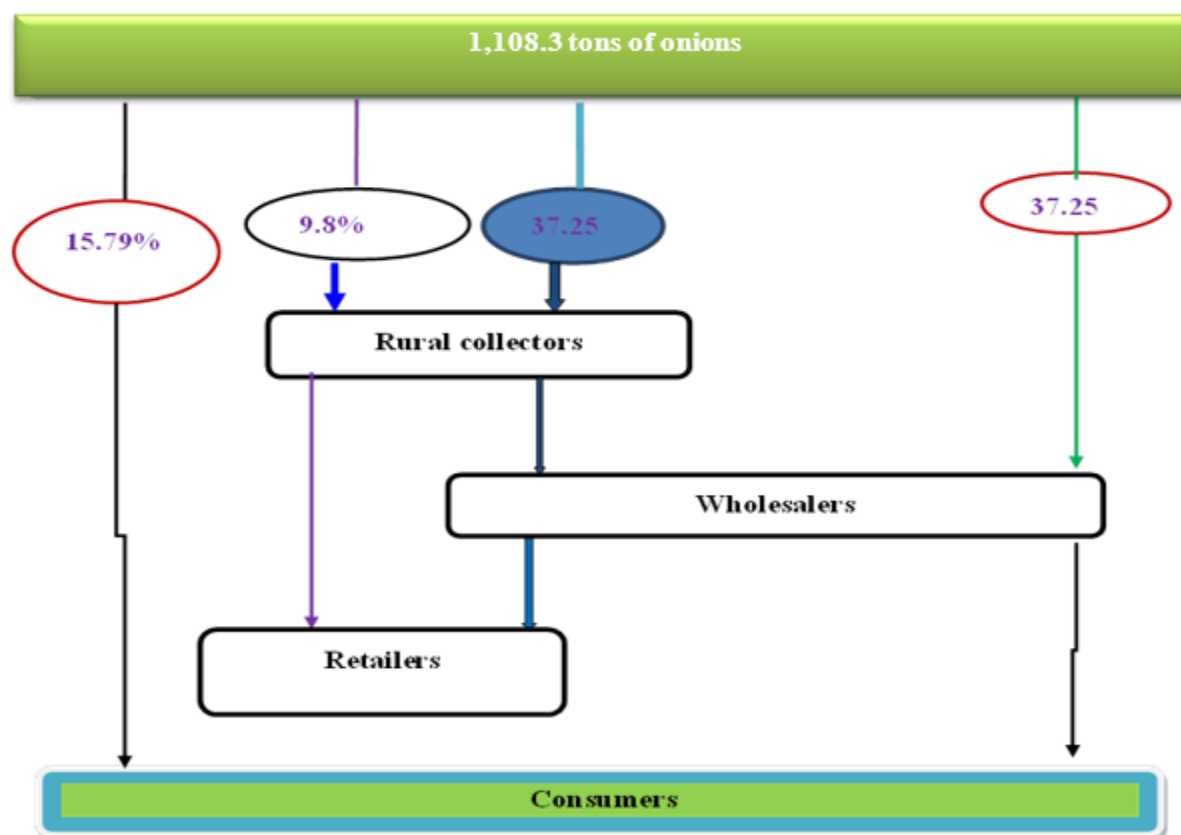 1,108.3 tons of onions
15.79%
9.8%
37.25
37.25
Rural collectors
Wholesalers
Retailers
Consumers